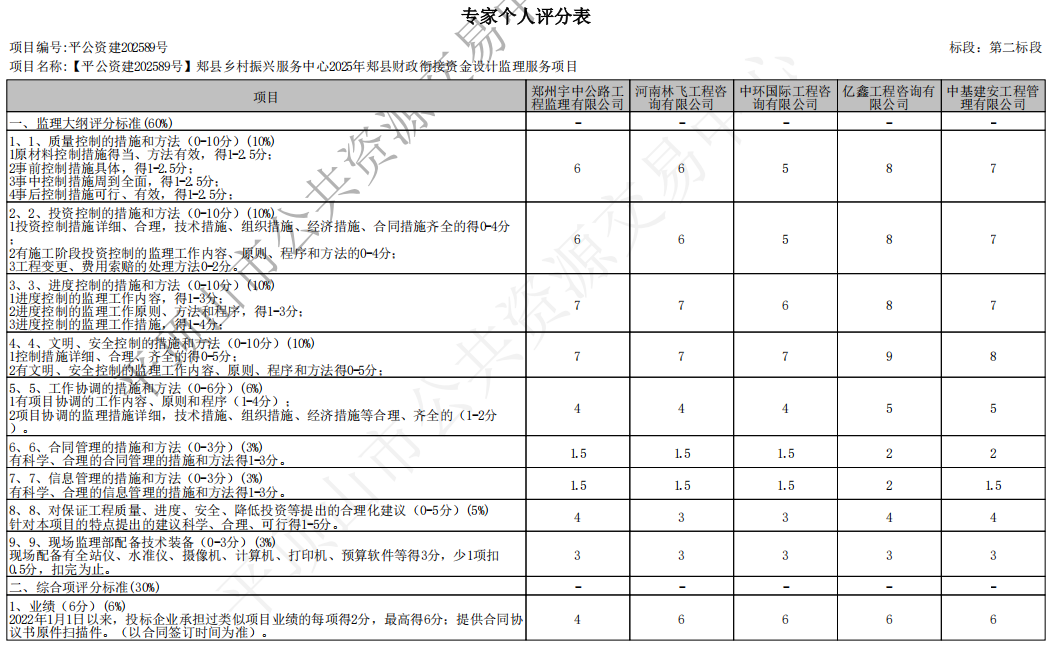 专家个人评分表
项目编号:平公资建202589号
标段: 第二标段
项目名称:【平公资建202589号】郏县乡村振兴服务中心2025年郏县财政衔接资金设计监理服务项目
项目
郑州宇中公路工
程监理有限公司
河南林飞工程咨
询有限公司
中环国际工程咨
询有限公司
亿鑫工程咨询有
限公司
中基建安工程管
理有限公司
一、监理大纲评分标准(60%)
- - - - -
1、1、质量控制的措施和方法（0-10分）(10%)
1原材料控制措施得当、方法有效，得1-2.5分；
2事前控制措施具体，得1-2.5分；
3事中控制措施周到全面，得1-2.5分；
4事后控制措施可行、有效，得1-2.5分；
6 6 5 8 7
2、2、投资控制的措施和方法（0-10分）(10%)
1投资控制措施详细、合理，技术措施、组织措施、经济措施、合同措施齐全的得0-4分
；
2有施工阶段投资控制的监理工作内容、原则、程序和方法的0-4分；
3工程变更、费用索赔的处理方法0-2分。
6 6 5 8 7
3、3、进度控制的措施和方法（0-10分）(10%)
1进度控制的监理工作内容，得1-3分；
2进度控制的监理工作原则、方法和程序，得1-3分；
3进度控制的监理工作措施，得1-4分；
7 7 6 8 7
4、4、文明、安全控制的措施和方法（0-10分）(10%)
1控制措施详细、合理、齐全的得0-5分；
2有文明、安全控制的监理工作内容、原则、程序和方法得0-5分；
7 7 7 9 8
5、5、工作协调的措施和方法（0-6分）(6%)
1有项目协调的工作内容、原则和程序（1-4分）；
2项目协调的监理措施详细，技术措施、组织措施、经济措施等合理、齐全的（1-2分
）。
4 4 4 5 5
6、6、合同管理的措施和方法（0-3分）(3%)
有科学、合理的合同管理的措施和方法得1-3分。
1.5 1.5 1.5 2 2
7、7、信息管理的措施和方法（0-3分）(3%)
有科学、合理的信息管理的措施和方法得1-3分。
1.5 1.5 1.5 2 1.5
8、8、对保证工程质量、进度、安全、降低投资等提出的合理化建议（0-5分）(5%)
针对本项目的特点提出的建议科学、合理、可行得1-5分。
4 3 3 4 4
9、9、现场监理部配备技术装备（0-3分）(3%)
现场配备有全站仪、水准仪、摄像机、计算机、打印机、预算软件等得3分，少1项扣
0.5分，扣完为止。
3 3 3 3 3
二、综合项评分标准(30%)
- - - - -
1、业绩（6分）(6%)
2022年1月1日以来，投标企业承担过类似项目业绩的每项得2分，最高得6分；提供合同协
议书原件扫描件。（以合同签订时间为准）。
4 6 6 6 6
平顶山市公共资源交易中
平顶山市公共资源交易中心